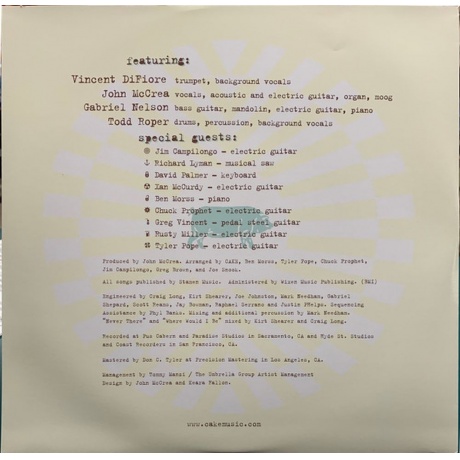 featuring:
Vincent DiFiore trumpet, background vocals
John McCrea vocals, acoustic and electric guitar, organ, moog
Gabriel Nelson bass guitar, mandolin, electric guitar, piano
Todd Roper drums, percussion, background vocals
special guests:
Jim Campilongo – electric guitar
Richard Lyman – musical saw
David Palmer – keyboard
Xan McCurdy – electric guitar
Ben Morss – piano
Chuck Prophet – electric guitar
Greg Vincent – pedal steel guitar
Rusty Miller – electric guitar
Tyler Pope – electric guitar
Produced by John McCrea. Arranged by CAKE, Ben Morss, Tyler Pope, Chuck Prophet,
Jim Campilongo, Greg Brown, and Joe Snook.
All songs published by Stamen Music. Administered by Wixen Music Publishing. (BMI)
Engineered by Craig Long, Kirt Shearer, Joe Johnston, Mark Needham, Gabriel
Shepard, Scott Reams, Jay Bowman, Raphael Serrano and Justin Phelps. Sequencing
Assistance by Phyl Banks. Mixing and additional percussion by Mark Needham.
"Never There" and "Where Would I Be" mixed by Kirt Shearer and Craig Long.
Recorded at Pus Cavern and Paradise Studios in Sacramento, CA and Hyde St. Studios
and Coast Recorders in San Francisco, CA.
Mastered by Don C. Tyler at Precision Mastering in Los Angeles, CA.
Management by Tommy Manzi / The Umbrella Group Artist Management
Design by John McCrea and Keara Fallon.
www.cakemusic.com